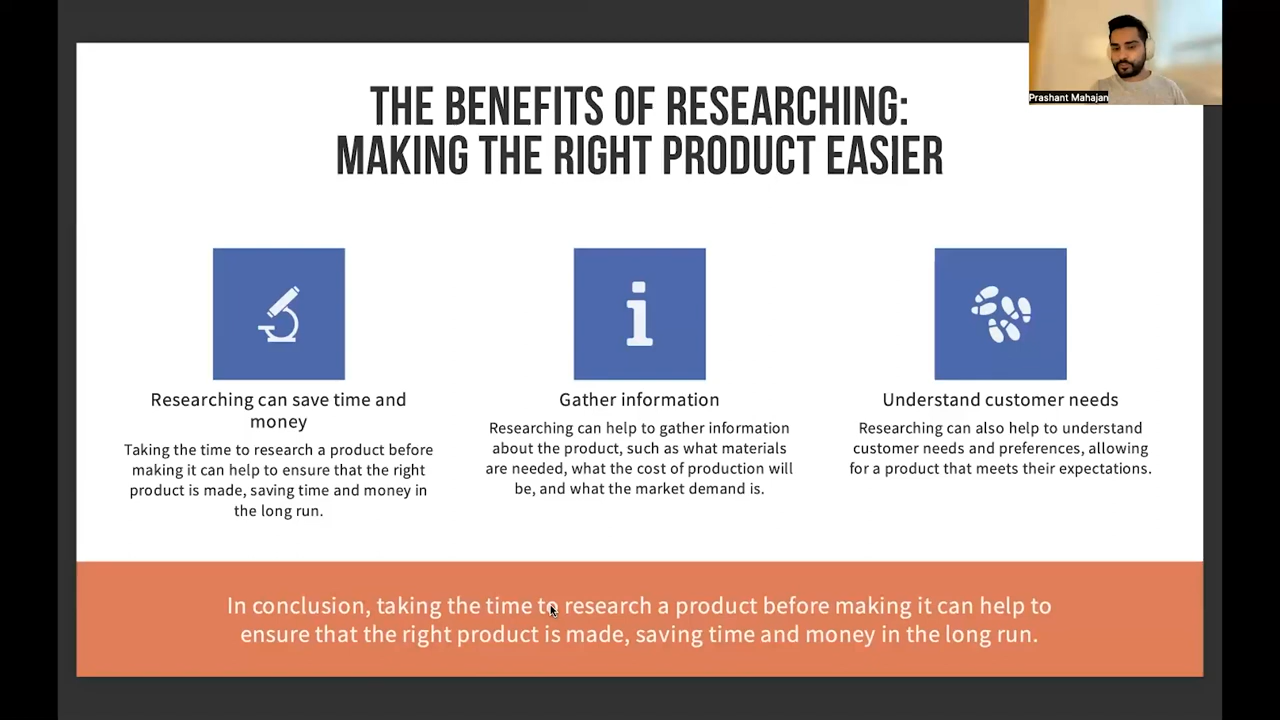 THE BENEFITS OF RESEARCHING:
MAKING THE RIGHT PRODUCT EASIER
Prashant Mahajan
Researching can save time and
money
Taking the time to research a product before
making it can help to ensure that the right
product is made, saving time and money in
the long run.
Gather information
Researching can help to gather information
about the product, such as what materials
are needed, what the cost of production will
be, and what the market demand is.
Understand customer needs
Researching can also help to understand
customer needs and preferences, allowing
for a product that meets their expectations.
In conclusion, taking the time to research a product before making it can help to
ensure that the right product is made, saving time and money in the long run.